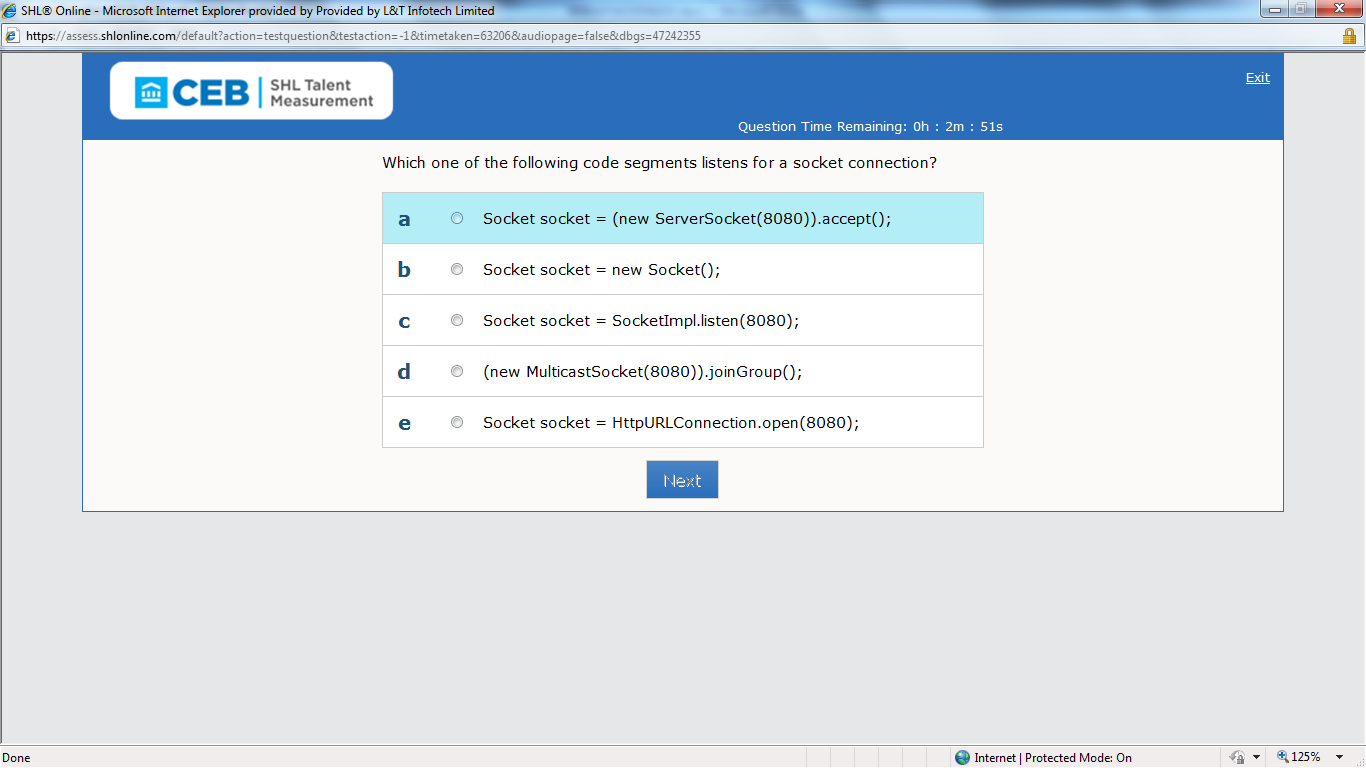 SHL® Online - Microsoft Internet Explorer provided by Provided by L&T Infotech Limited
https://assess.shlonline.com/default?action=testquestion&testaction=-1&timetaken=63206&audiopage=false&dbgs=47242355
CEB SHL Talent Measurement
Exit
Question Time Remaining: 0h : 2m : 51s
Which one of the following code segments listens for a socket connection?
a Socket socket = (new ServerSocket(8080)).accept();
b Socket socket = new Socket();
c Socket socket = SocketImpl.listen(8080);
d (new MulticastSocket(8080)).joinGroup();
e Socket socket = HttpURLConnection.open(8080);
Next
Done Internet | Protected Mode: On 125%